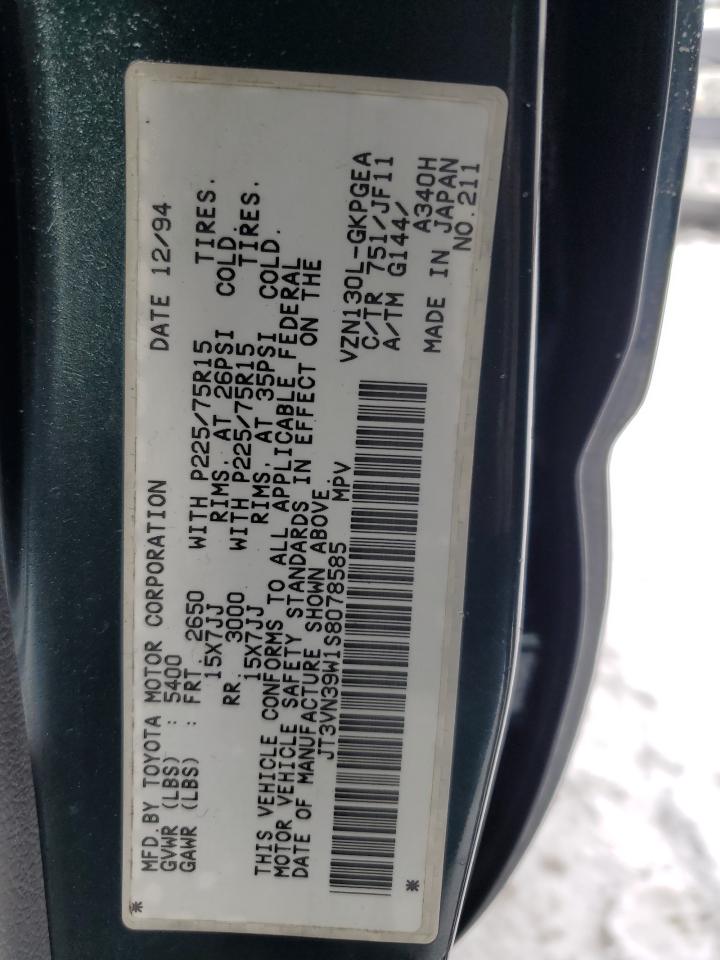 MFD.BY TOYOTA MOTOR CORPORATION DATE 12/94
GVWR (LBS) : 5400
GAWR (LBS) : FRT. 2650 WITH P225/75R15 TIRES.
15X7JJ RIMS, AT 26PSI COLD.
RR. 3000 WITH P225/75R15 TIRES.
15X7JJ RIMS, AT 35PSI COLD.
THIS VEHICLE CONFORMS TO ALL APPLICABLE FEDERAL
MOTOR VEHICLE SAFETY STANDARDS IN EFFECT ON THE
DATE OF MANUFACTURE SHOWN ABOVE.
JT3VN39W1S8078585 MPV
VZN130L-GKPGEA
C/TR 751/JF11
A/TM G144/ A340H
MADE IN JAPAN
NO.211
* *